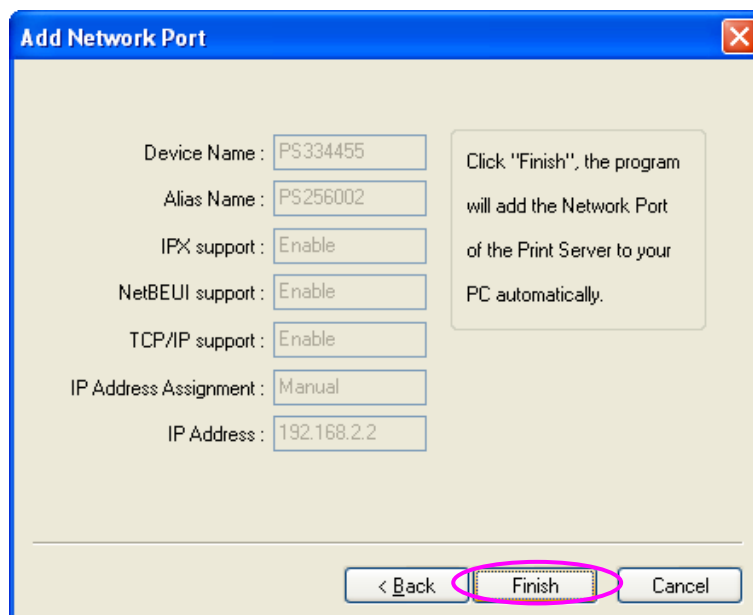 Add Network Port
Device Name : PS334455
Alias Name : PS256002
IPX support : Enable
NetBEUI support : Enable
TCP/IP support : Enable
IP Address Assignment : Manual
IP Address : 192.168.2.2
Click "Finish", the program
will add the Network Port
of the Print Server to your
PC automatically.
< Back
Finish
Cancel